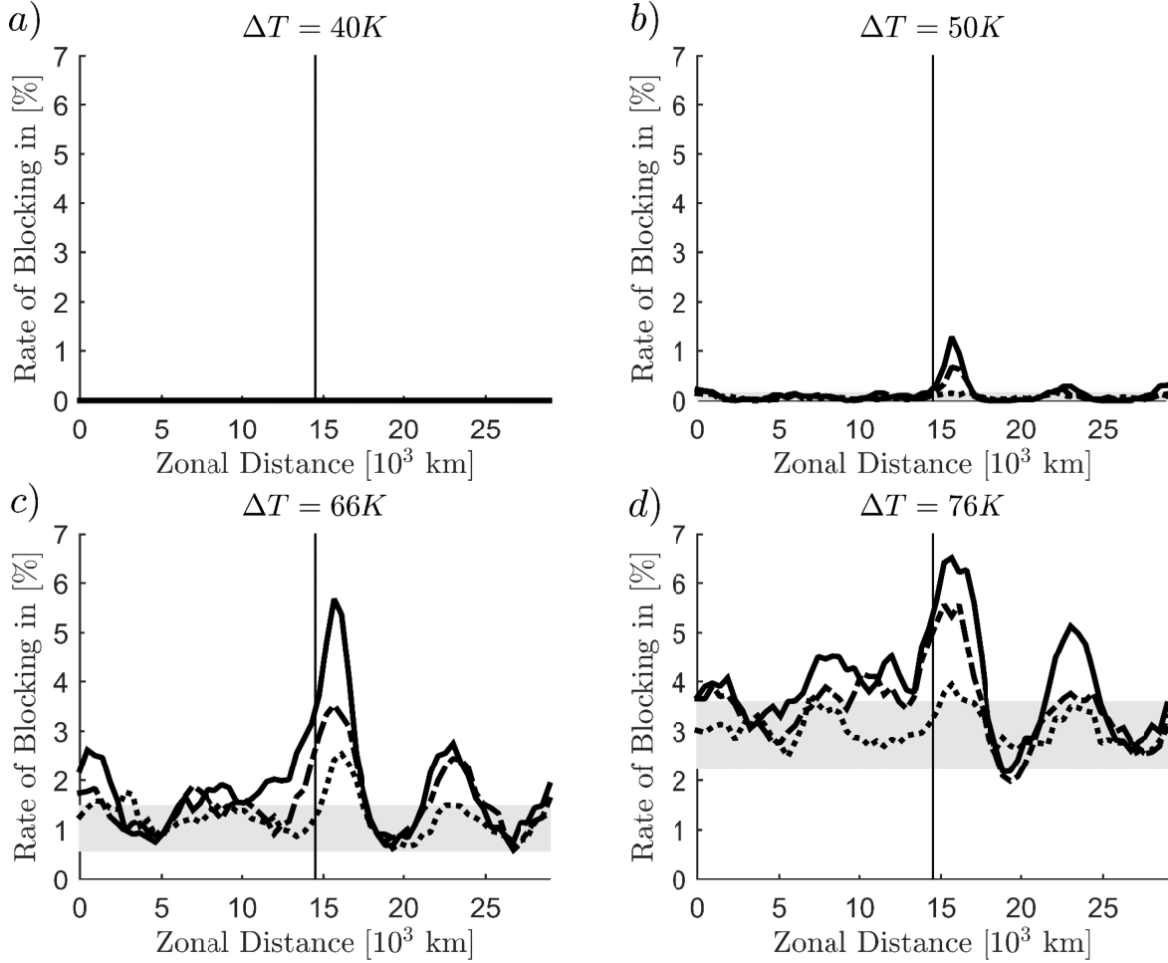 a)
ΔT = 40K
7
6
5
4
3
2
1
0
Rate of Blocking in [%]
0 5 10 15 20 25
Zonal Distance [10³ km]
b)
ΔT = 50K
7
6
5
4
3
2
1
0
Rate of Blocking in [%]
0 5 10 15 20 25
Zonal Distance [10³ km]
c)
ΔT = 66K
7
6
5
4
3
2
1
0
Rate of Blocking in [%]
0 5 10 15 20 25
Zonal Distance [10³ km]
d)
ΔT = 76K
7
6
5
4
3
2
1
0
Rate of Blocking in [%]
0 5 10 15 20 25
Zonal Distance [10³ km]